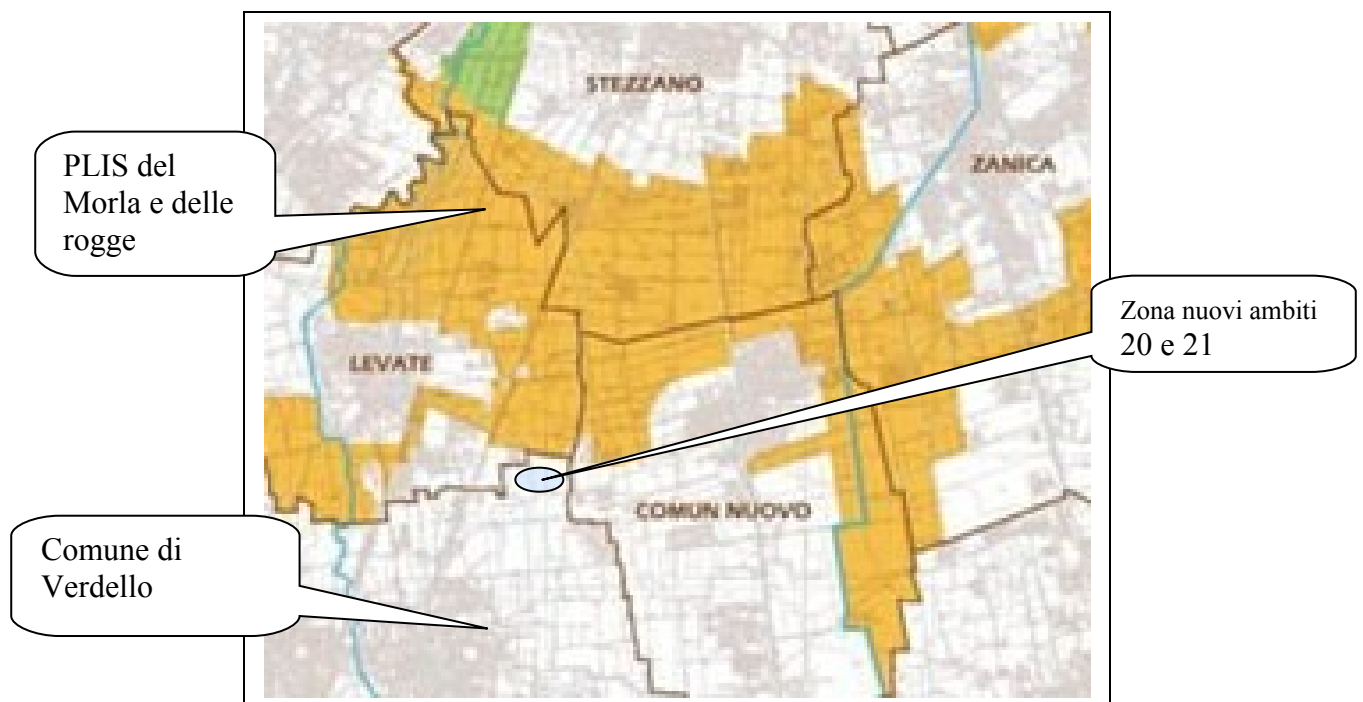 STEZZANO
ZANICA
PLIS del
Morla e delle
rogge
Zona nuovi ambiti
20 e 21
LEVATE
COMUN NUOVO
Comune di
Verdello